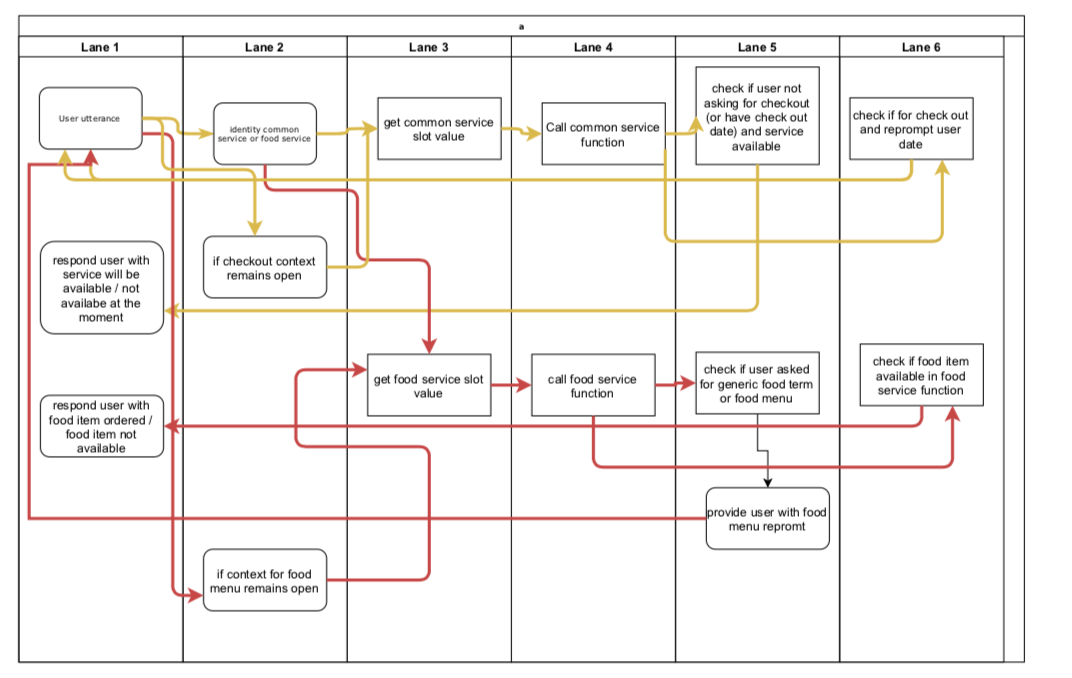 a
Lane 1
Lane 2
Lane 3
Lane 4
Lane 5
Lane 6
User utterance
identity common
service or food service
get common service
slot value
Call common service
function
check if user not
asking for checkout
(or have check out
date) and service
available
check if for check out
and reprompt user
date
respond user with
service will be
available / not
availabe at the
moment
if checkout context
remains open
get food service slot
value
call food service
function
check if user asked
for generic food term
or food menu
check if food item
available in food
service function
respond user with
food item ordered /
food item not
available
provide user with food
menu repromt
if context for food
menu remains open